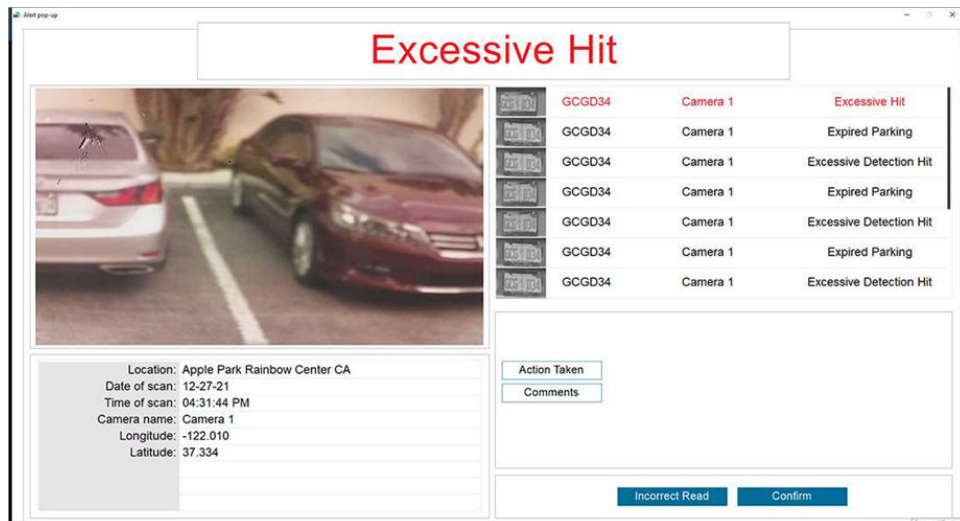 Alert pop-up
Excessive Hit
GCGD34 Camera 1 Excessive Hit
GCGD34 Camera 1 Expired Parking
GCGD34 Camera 1 Excessive Detection Hit
GCGD34 Camera 1 Expired Parking
GCGD34 Camera 1 Excessive Detection Hit
GCGD34 Camera 1 Expired Parking
GCGD34 Camera 1 Excessive Detection Hit
Location: Apple Park Rainbow Center CA
Date of scan: 12-27-21
Time of scan: 04:31:44 PM
Camera name: Camera 1
Longitude: -122.010
Latitude: 37.334
Action Taken
Comments
Incorrect Read
Confirm